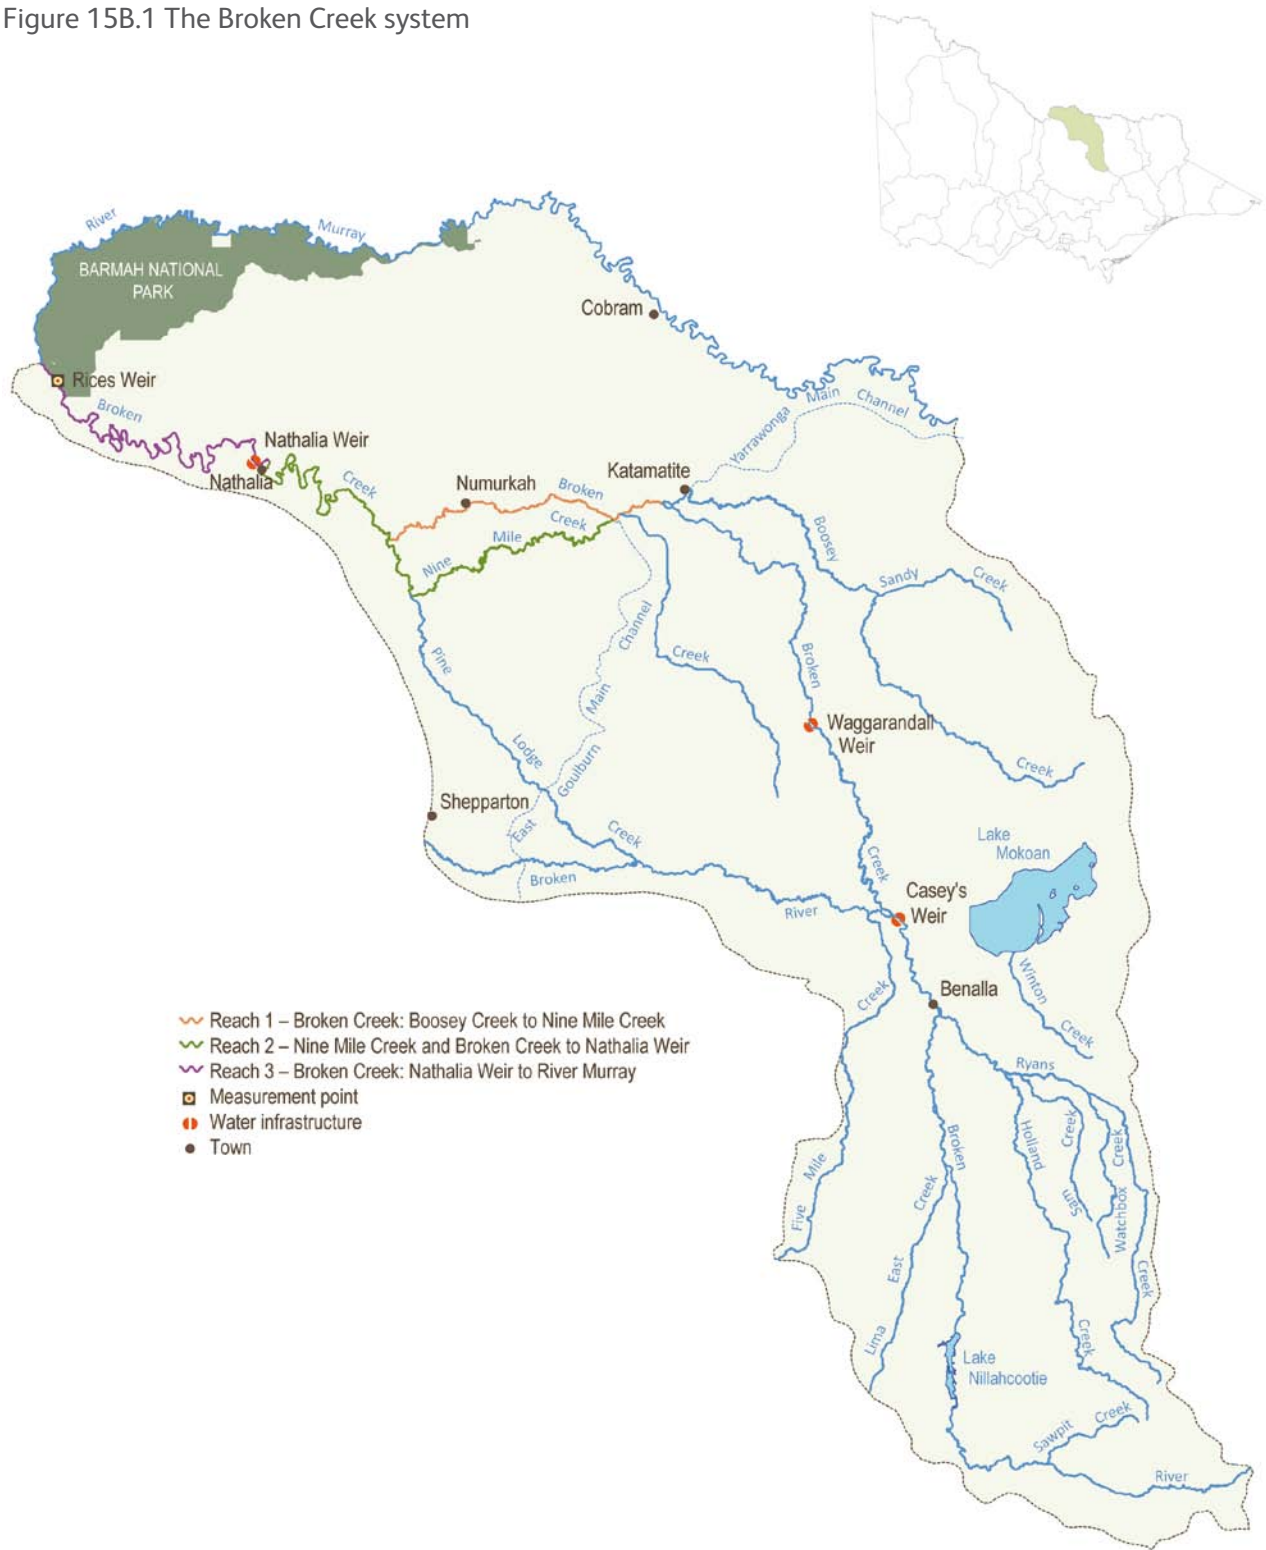 Figure 15B.1 The Broken Creek system
River
Murray
BARMAH NATIONAL
PARK
Cobram
Rices Weir
Broken
Main
Channel
Yarrawonga
Nathalia Weir
Nathalia
Creek
Numurkah
Broken
Katamatite
Creek
Mile
Nine
Boosey
Sandy
Creek
Channel
Pine
Creek
Broken
Main
Waggarandall
Weir
Lodge
Goulburn
Creek
Shepparton
East
Creek
Lake
Mokoan
Broken
Creek
Casey's
Weir
River
Winton
Creek
Creek
Benalla
Reach 1 – Broken Creek: Boosey Creek to Nine Mile Creek
Reach 2 – Nine Mile Creek and Broken Creek to Nathalia Weir
Reach 3 – Broken Creek: Nathalia Weir to River Murray
Measurement point
Water infrastructure
Town
Ryans
Broken
Holland
Creek
Creek
Mile
Five
Creek
Sam
Watchbox
East
Creek
Lima
Creek
Lake
Nillahcootie
Sawpit
Creek
River